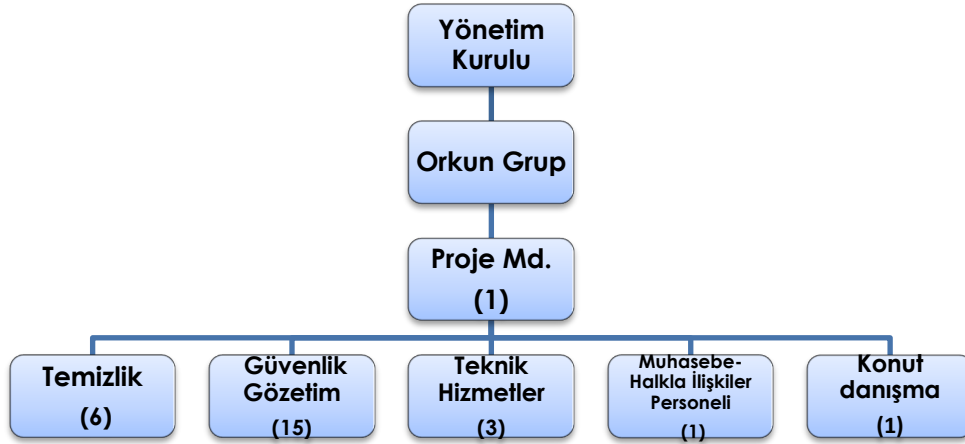 Yönetim
Kurulu
Orkun Grup
Proje Md.
(1)
Temizlik
(6)
Güvenlik
Gözetim
(15)
Teknik
Hizmetler
(3)
Muhasebe-
Halkla İlişkiler
Personeli
(1)
Konut
danışma
(1)